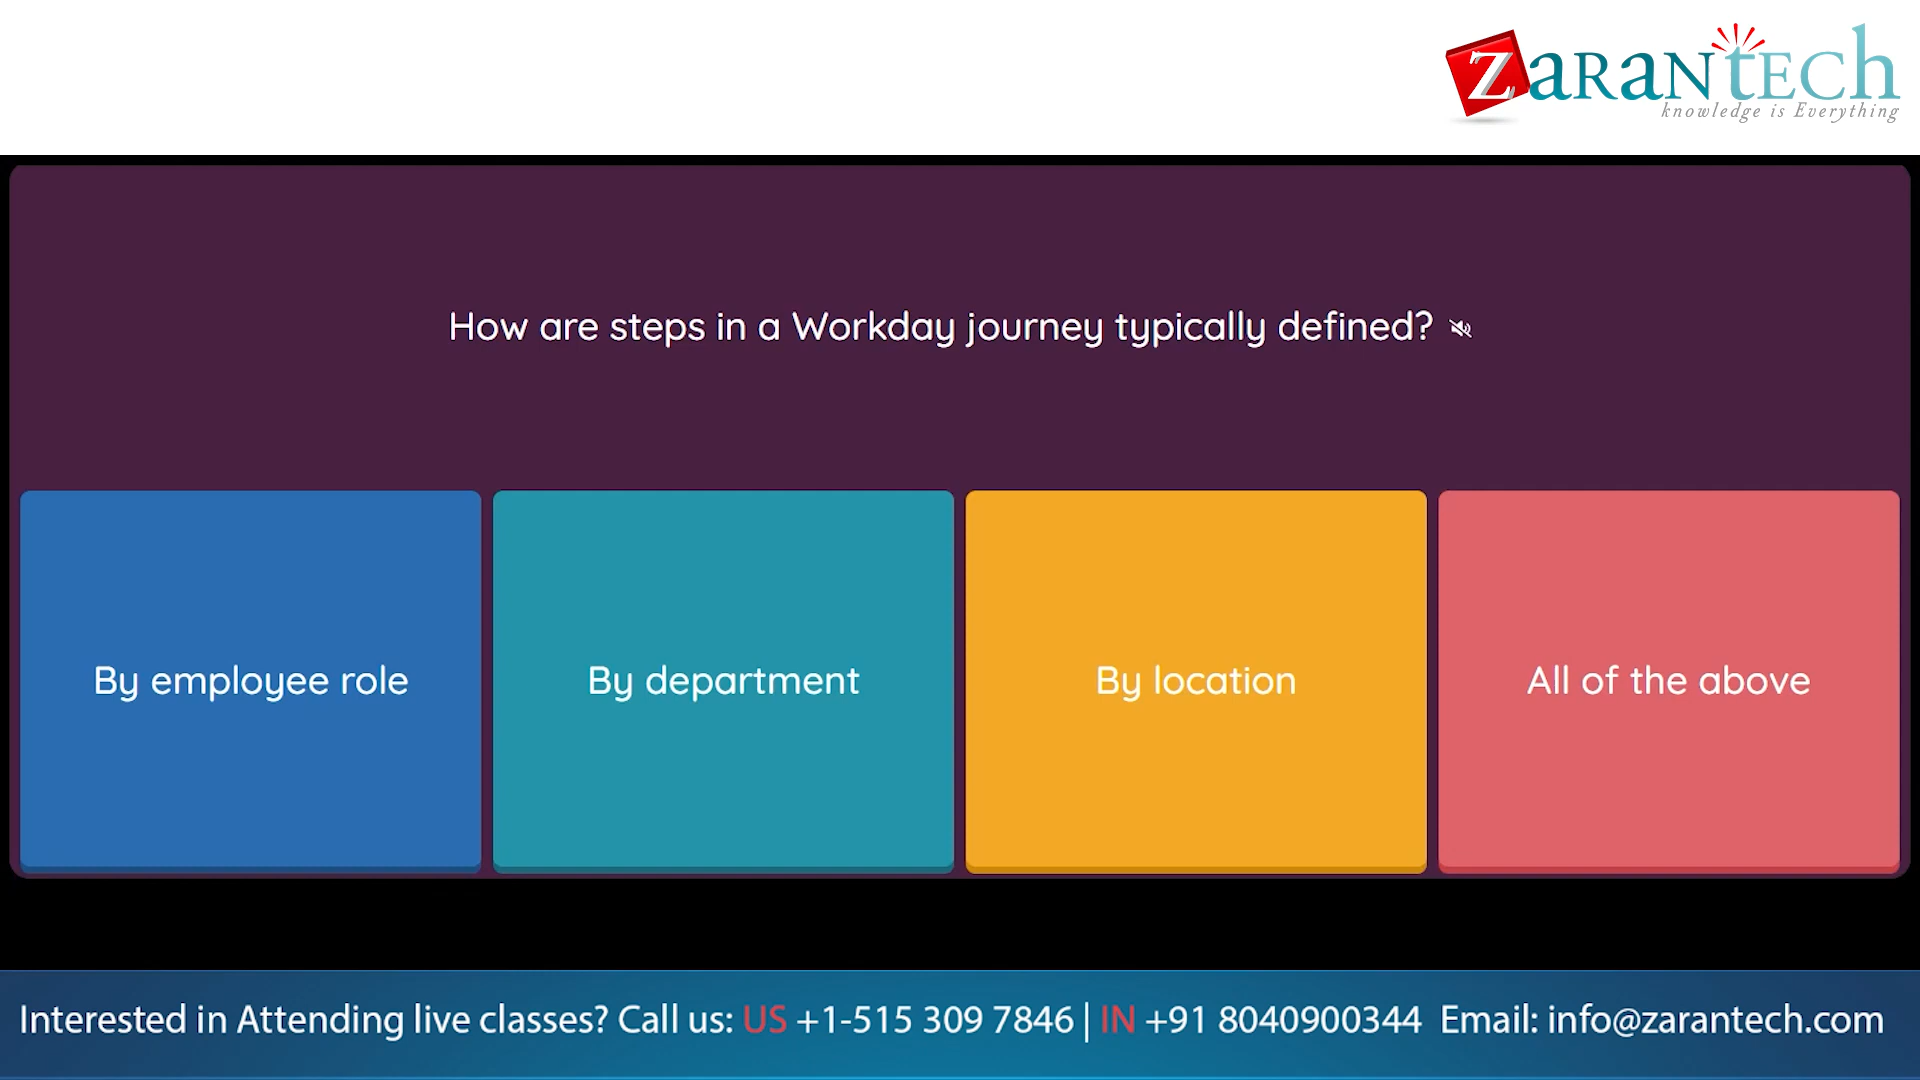 ZaranTech
knowledge is Everything
How are steps in a Workday journey typically defined?
By employee role
By department
By location
All of the above
Interested in Attending live classes? Call us: US +1-515 309 7846 | IN +91 8040900344 Email: info@zarantech.com